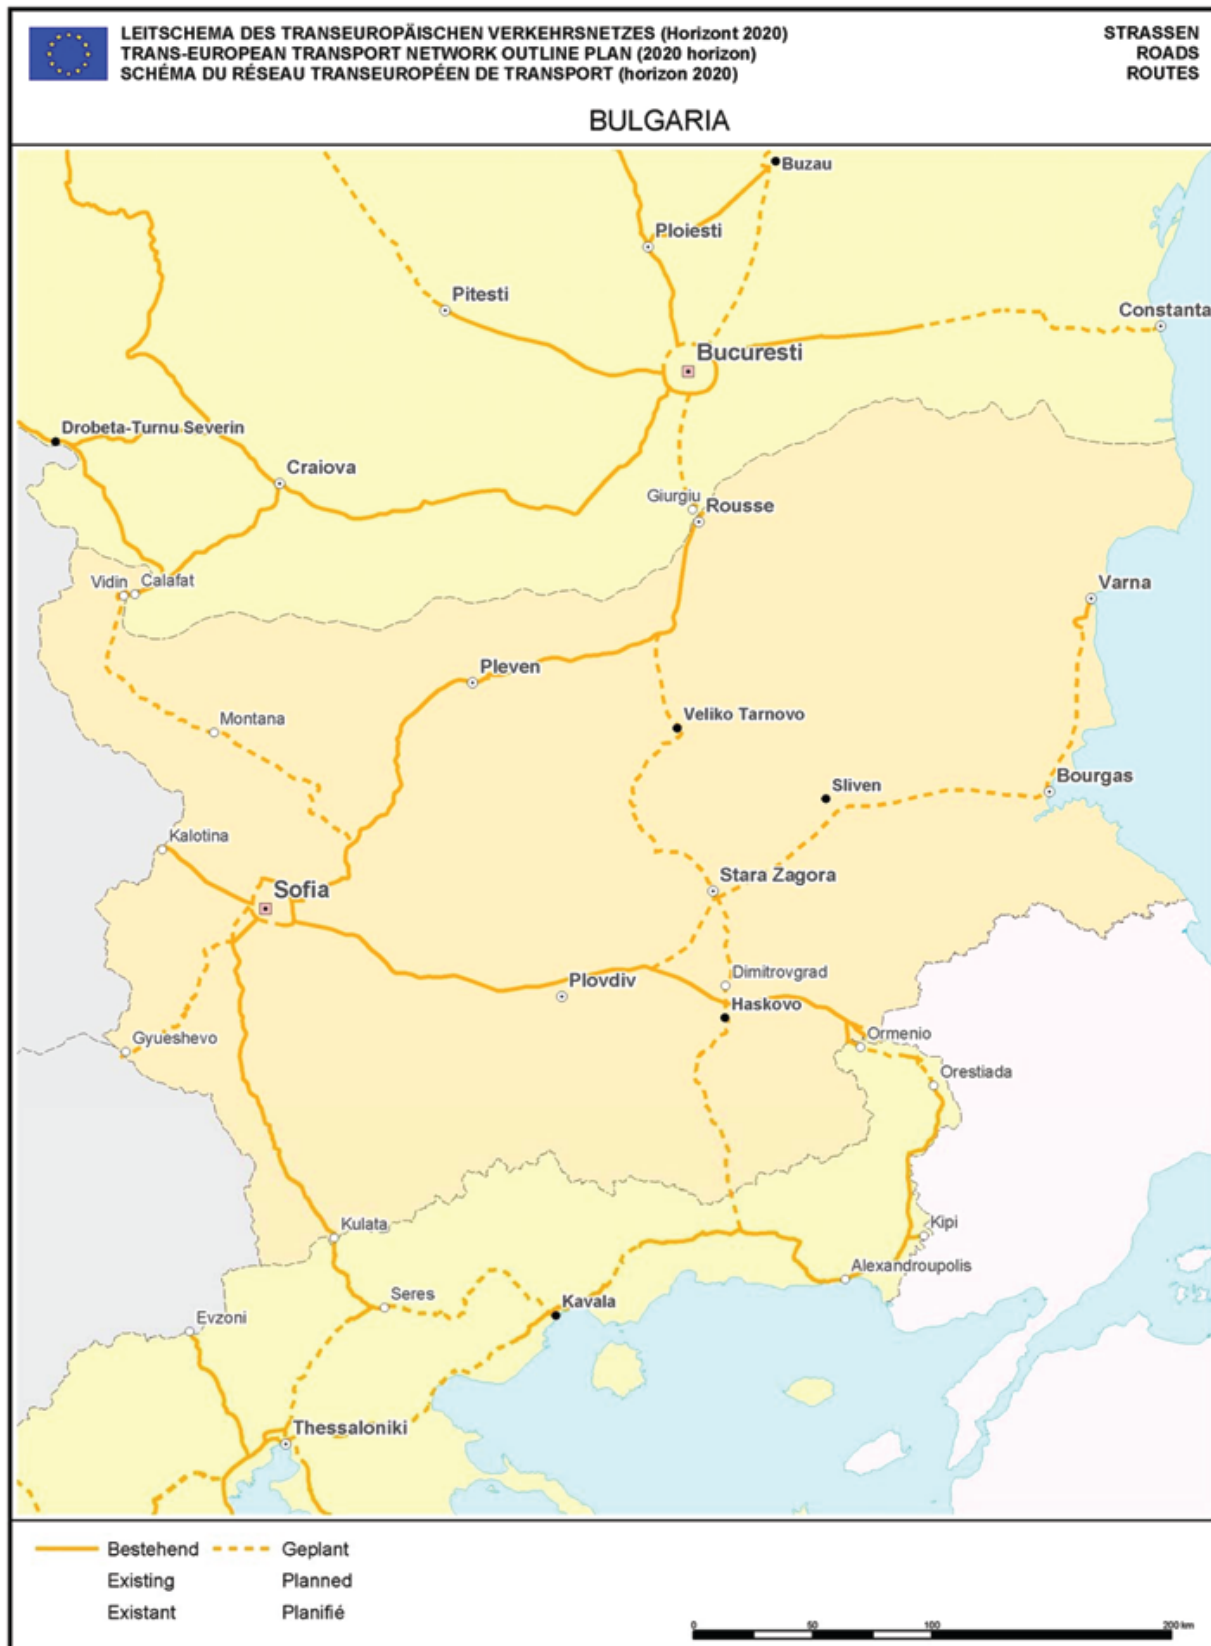 LEITSCHEMA DES TRANSEUROPÄISCHEN VERKEHRSNETZES (Horizont 2020)
TRANS-EUROPEAN TRANSPORT NETWORK OUTLINE PLAN (2020 horizon)
SCHÉMA DU RÉSEAU TRANSEUROPÉEN DE TRANSPORT (horizon 2020)
STRASSEN
ROADS
ROUTES
BULGARIA
Buzau
Ploiesti
Pitesti
Constanta
Bucuresti
Drobeta-Turnu Severin
Craiova
Giurgiu
Rousse
Vidin
Calafat
Varna
Pleven
Montana
Veliko Tarnovo
Bourgas
Sliven
Kalotina
Stara Zagora
Sofia
Dimitrovgrad
Plovdiv
Haskovo
Ormenio
Gyueshevo
Orestiada
Kulata
Kipi
Alexandroupolis
Seres
Kavala
Evzoni
Thessaloniki
Bestehend
Geplant
Existing
Planned
Existant
Planifié
0 50 100 200 km